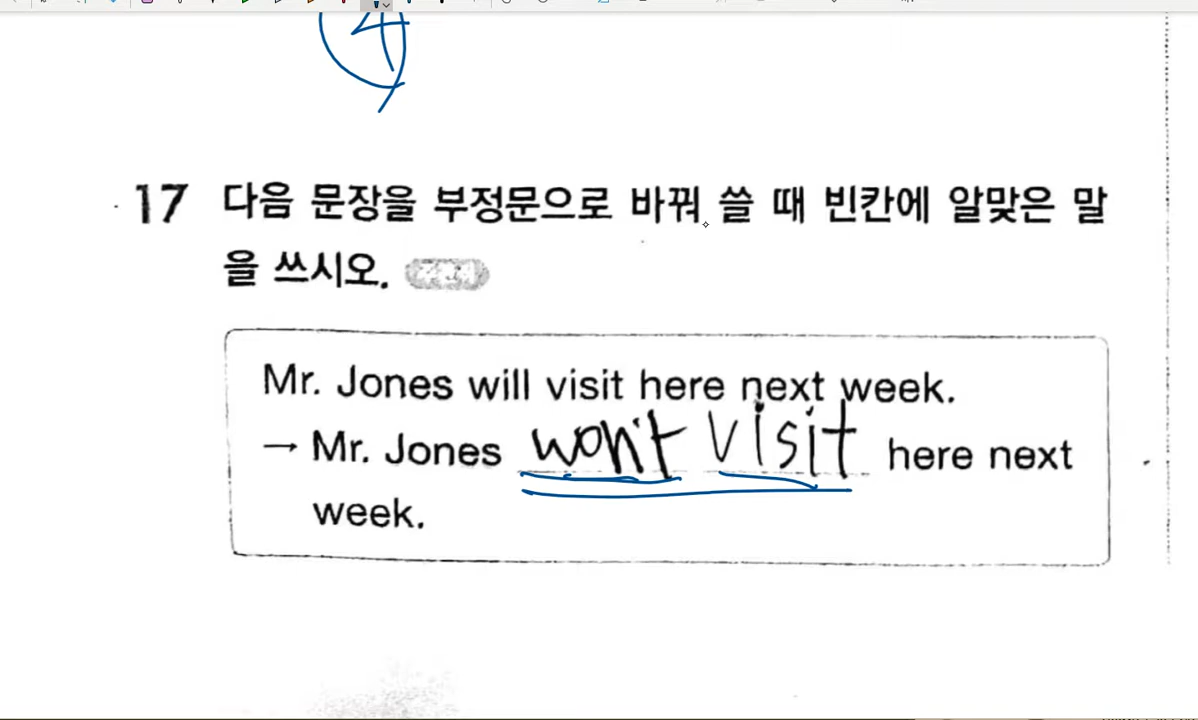 4
17 다음 문장을 부정문으로 바꿔 쓸 때 빈칸에 알맞은 말
을 쓰시오.
Mr. Jones will visit here next week.
→ Mr. Jones won't visit here next
week.